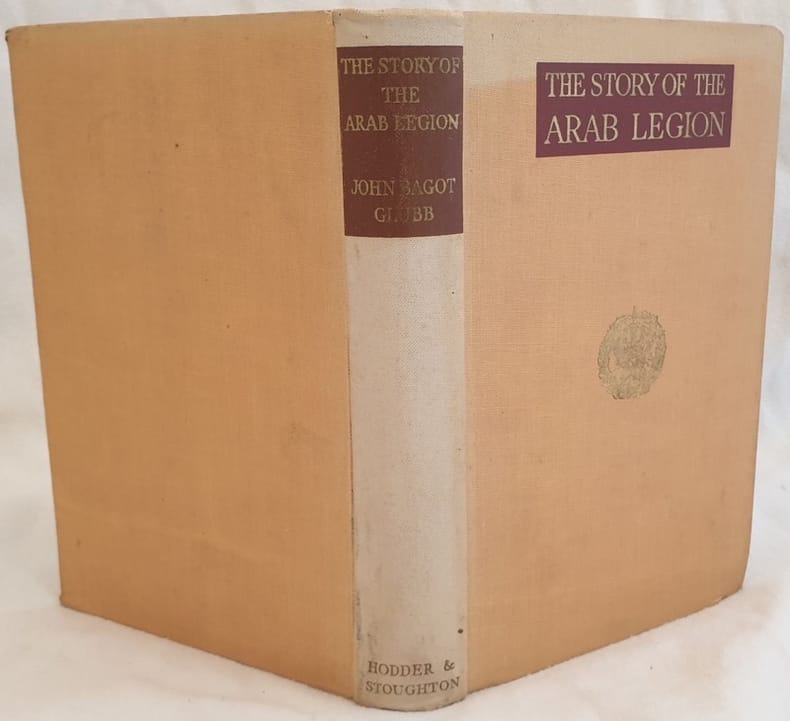 THE STORY OF
THE
ARAB LEGION
JOHN BAGOT
GLUBB
HODDER &
STOUGHTON
THE STORY OF THE
ARAB LEGION